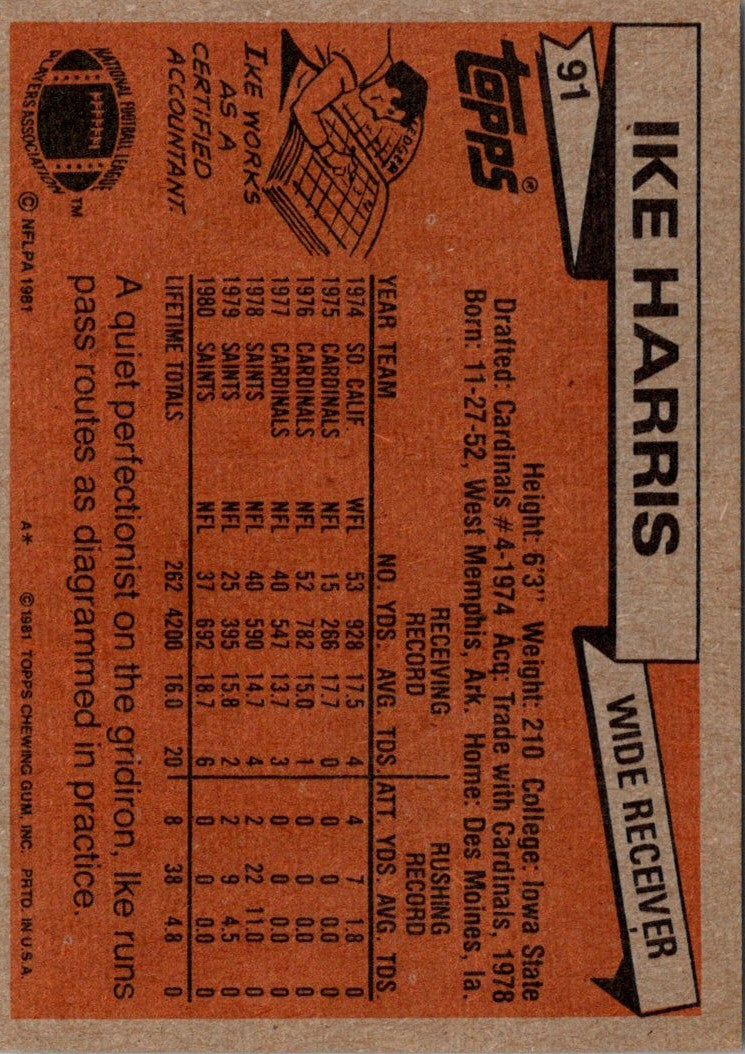 91
IKE HARRIS
WIDE RECEIVER
TOPPS®
Height: 6'3" Weight: 210 College: Iowa State
Drafted: Cardinals #4-1974 Acq: Trade with Cardinals, 1978
Born: 11-27-52, West Memphis, Ark. Home: Des Moines, Ia.
LEDGER
IKE WORKS
AS A
CERTIFIED
ACCOUNTANT
RECEIVING RUSHING
RECORD RECORD
YEAR TEAM NO. YDS. AVG. TDS. ATT. YDS. AVG. TDS.
1974 SO. CALIF. WFL 53 928 17.5 4 4 7 1.8 0
1975 CARDINALS NFL 15 266 17.7 0 0 0 0.0 0
1976 CARDINALS NFL 52 782 15.0 1 0 0 0.0 0
1977 CARDINALS NFL 40 547 13.7 3 0 0 0.0 0
1978 SAINTS NFL 40 590 14.7 4 2 22 11.0 0
1979 SAINTS NFL 25 395 15.8 2 2 9 4.5 0
1980 SAINTS NFL 37 692 18.7 6 0 0 0.0 0
LIFETIME TOTALS 262 4200 16.0 20 8 38 4.8 0
A quiet perfectionist on the gridiron, Ike runs
pass routes as diagrammed in practice.
NATIONAL FOOTBALL LEAGUE
PLAYERS ASSOCIATION
TM
© NFLPA 1981
A* ©1981 TOPPS CHEWING GUM, INC. PRTD. IN U.S.A.